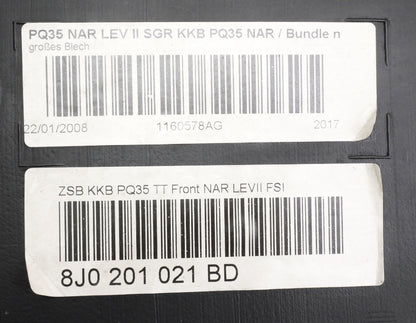 PQ35 NAR LEV II SGR KKB PQ35 NAR / Bundle n
großes Blech
22/01/2008 1160578AG 2017
ZSB KKB PQ35 TT Front NAR LEVII FSI
8J0 201 021 BD